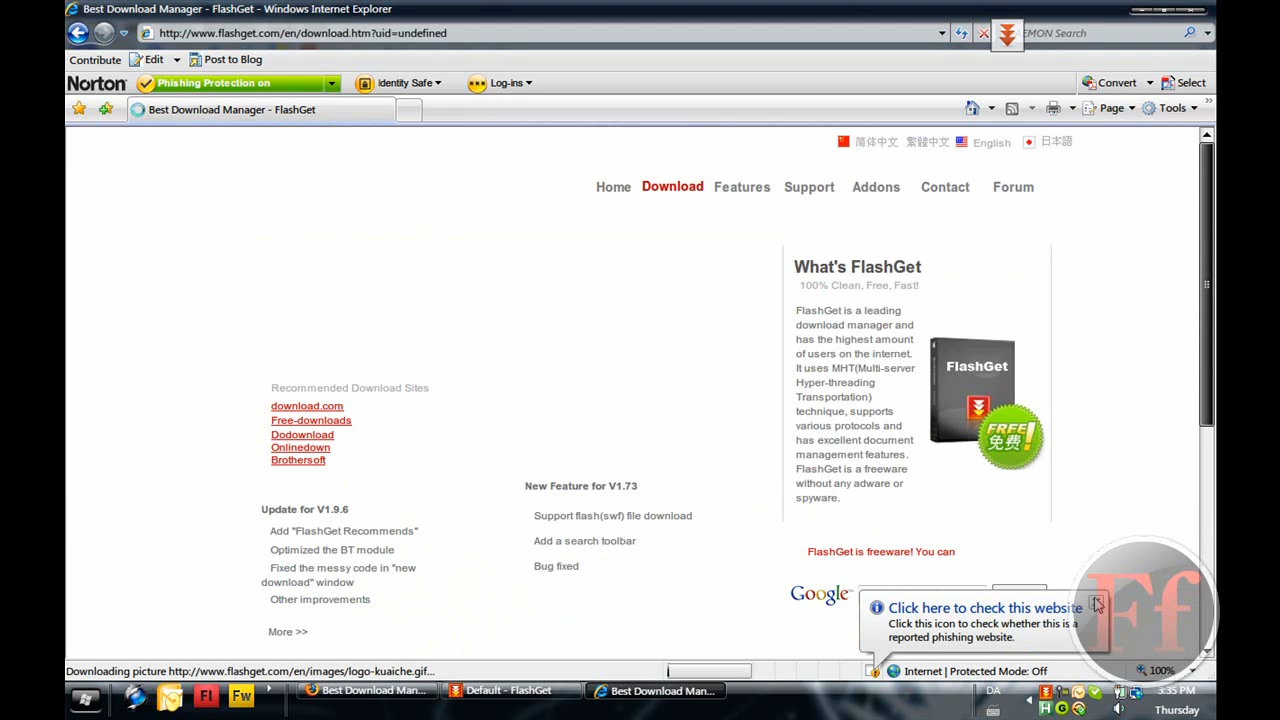 Best Download Manager - FlashGet - Windows Internet Explorer
http://www.flashget.com/en/download.htm?uid=undefined
EMON Search
Contribute Edit Post to Blog
Norton Phishing Protection on Identity Safe Log-ins Convert Select
Best Download Manager - FlashGet Page Tools
简体中文 繁體中文 English 日本語
Home Download Features Support Addons Contact Forum
What's FlashGet
100% Clean, Free, Fast!
FlashGet is a leading
download manager and
has the highest amount
of users on the internet.
It uses MHT(Multi-server
Hyper-threading
Transportation)
technique, supports
various protocols and
has excellent document
management features.
FlashGet is a freeware
without any adware or
spyware.
FlashGet
FREE!
免费
Recommended Download Sites
download.com
Free-downloads
Dodownload
Onlinedown
Brothersoft
Update for V1.9.6
Add "FlashGet Recommends"
Optimized the BT module
Fixed the messy code in "new
download" window
Other improvements
More >>
New Feature for V1.73
Support flash(swf) file download
Add a search toolbar
Bug fixed
FlashGet is freeware! You can
Google
Click here to check this website
Click this icon to check whether this is a
reported phishing website.
Ff
Downloading picture http://www.flashget.com/en/images/logo-kuaiche.gif...
Internet | Protected Mode: Off 100%
Fl Fw Best Download Man... Default - FlashGet Best Download Man... DA 3:35 PM
Thursday